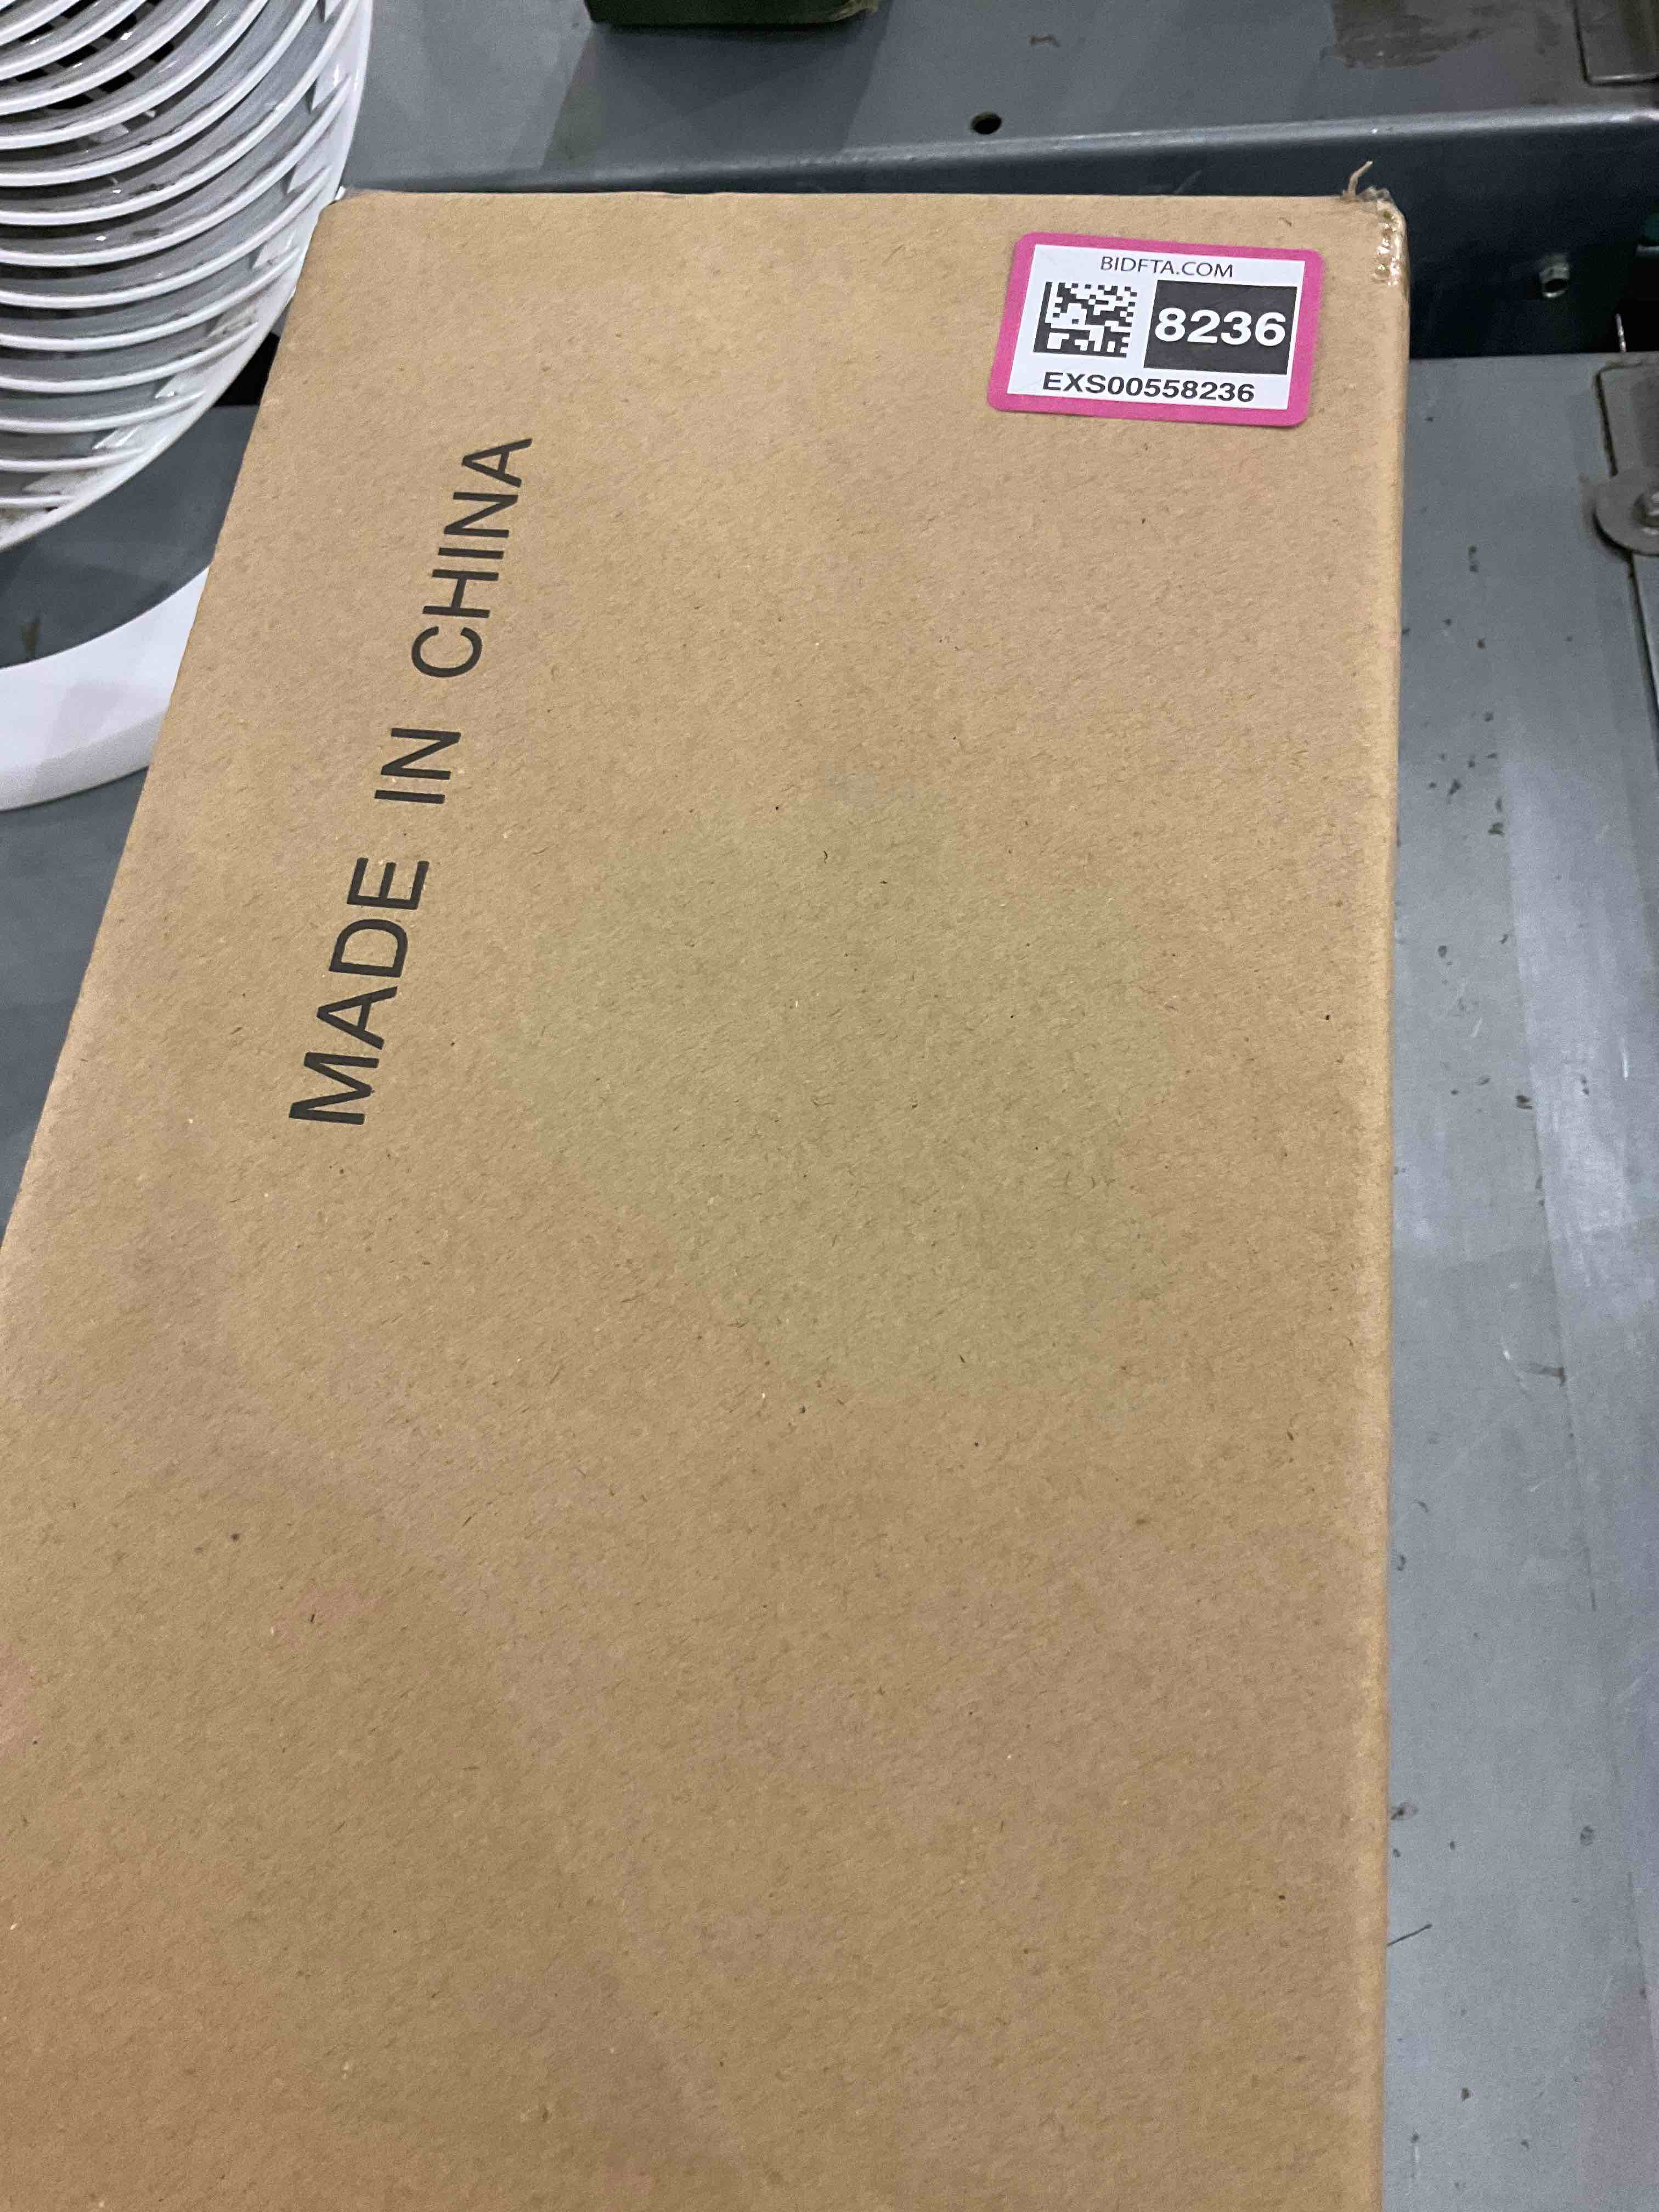 BIDFTA.COM
8236
EXS00558236
MADE IN CHINA